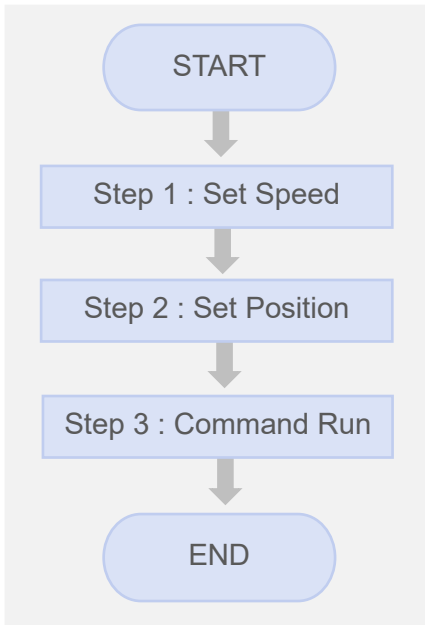 START
Step 1 : Set Speed
Step 2 : Set Position
Step 3 : Command Run
END